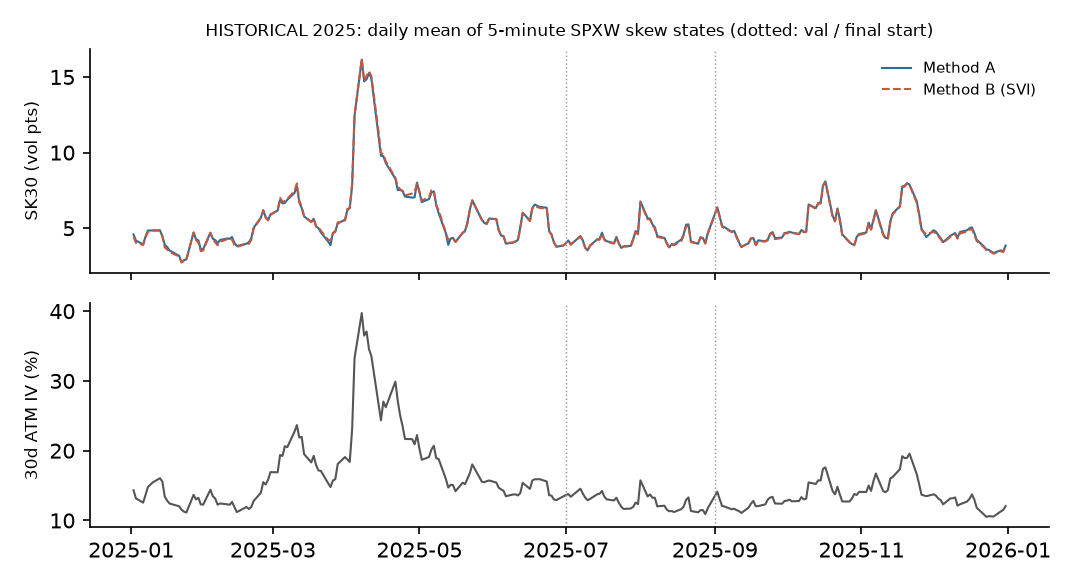 HISTORICAL 2025: daily mean of 5-minute SPXW skew states (dotted: val / final start)
Method A
Method B (SVI)
SK30 (vol pts)
15
10
5
30d ATM IV (%)
40
30
20
10
2025-01
2025-03
2025-05
2025-07
2025-09
2025-11
2026-01